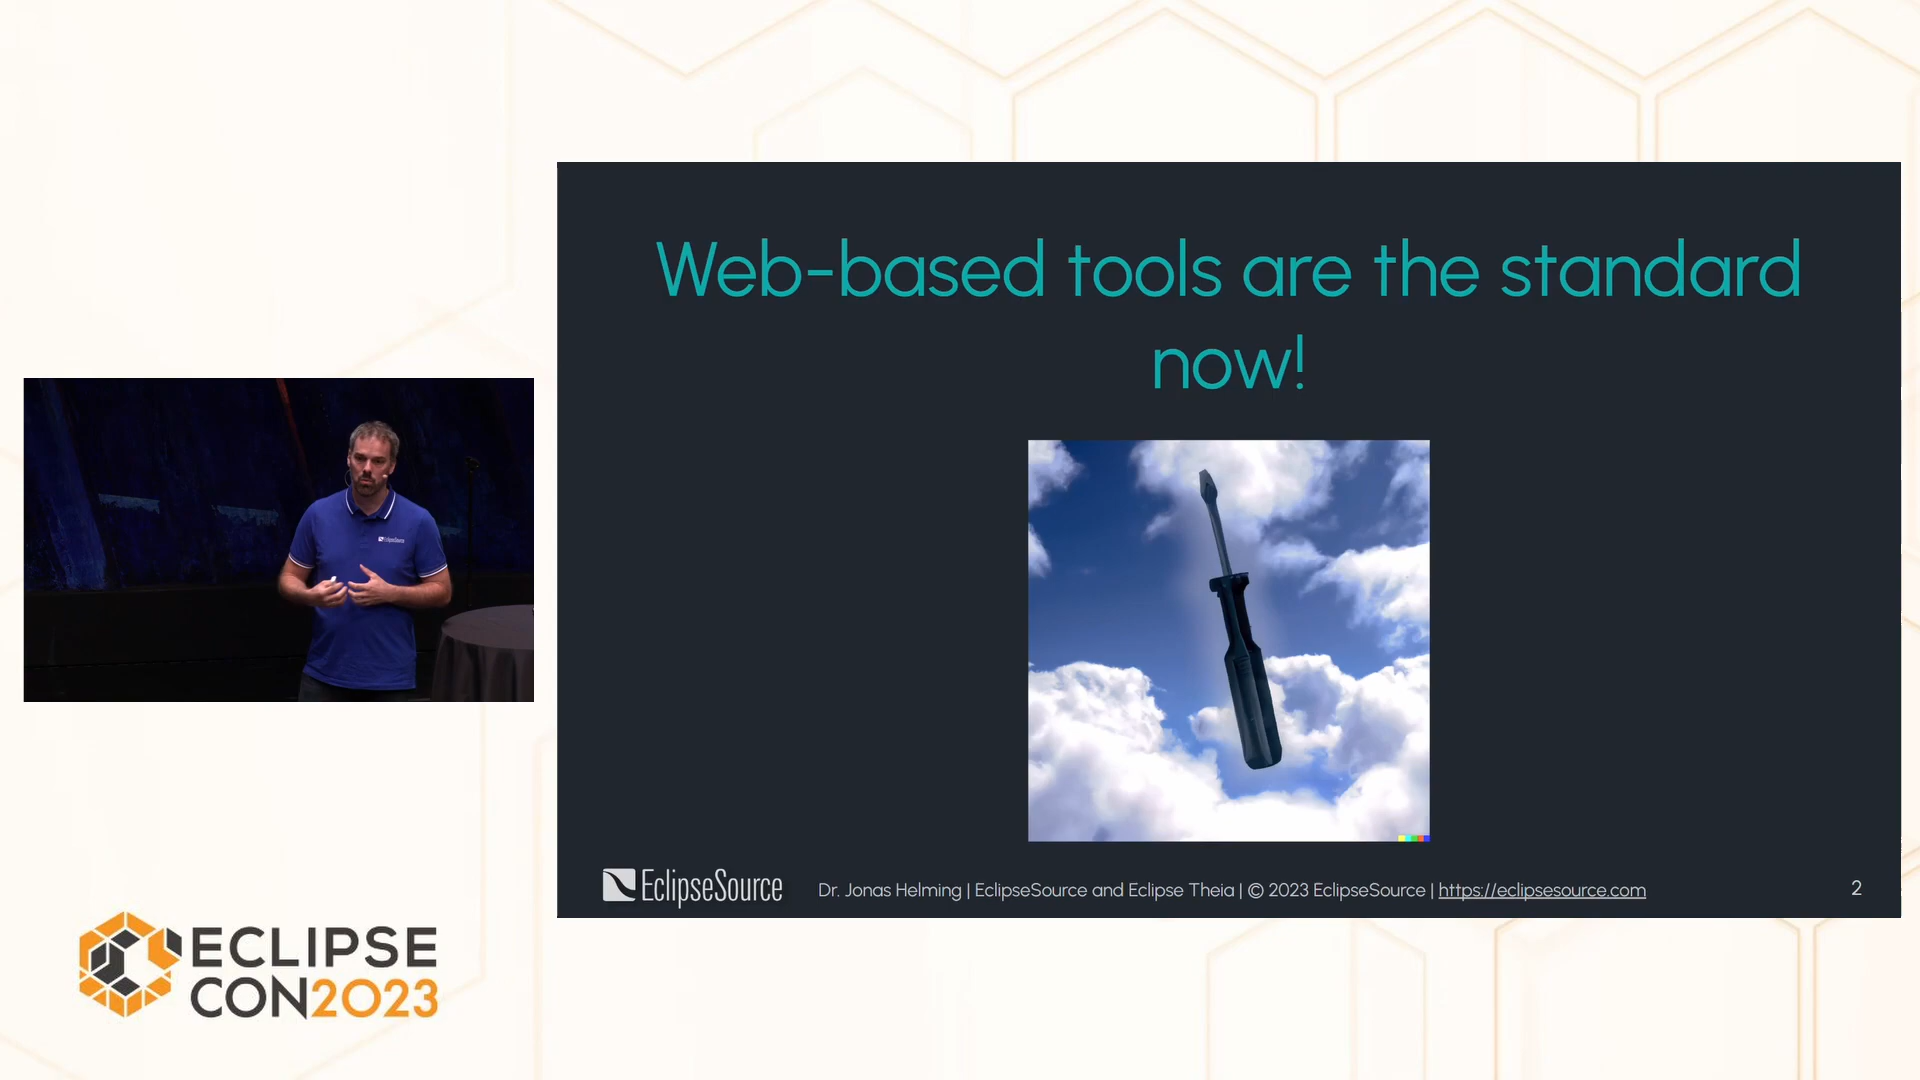 Web-based tools are the standard
now!
EclipseSource
EclipseSource
Dr. Jonas Helming | EclipseSource and Eclipse Theia | © 2023 EclipseSource | https://eclipsesource.com
2
ECLIPSE
CON2023